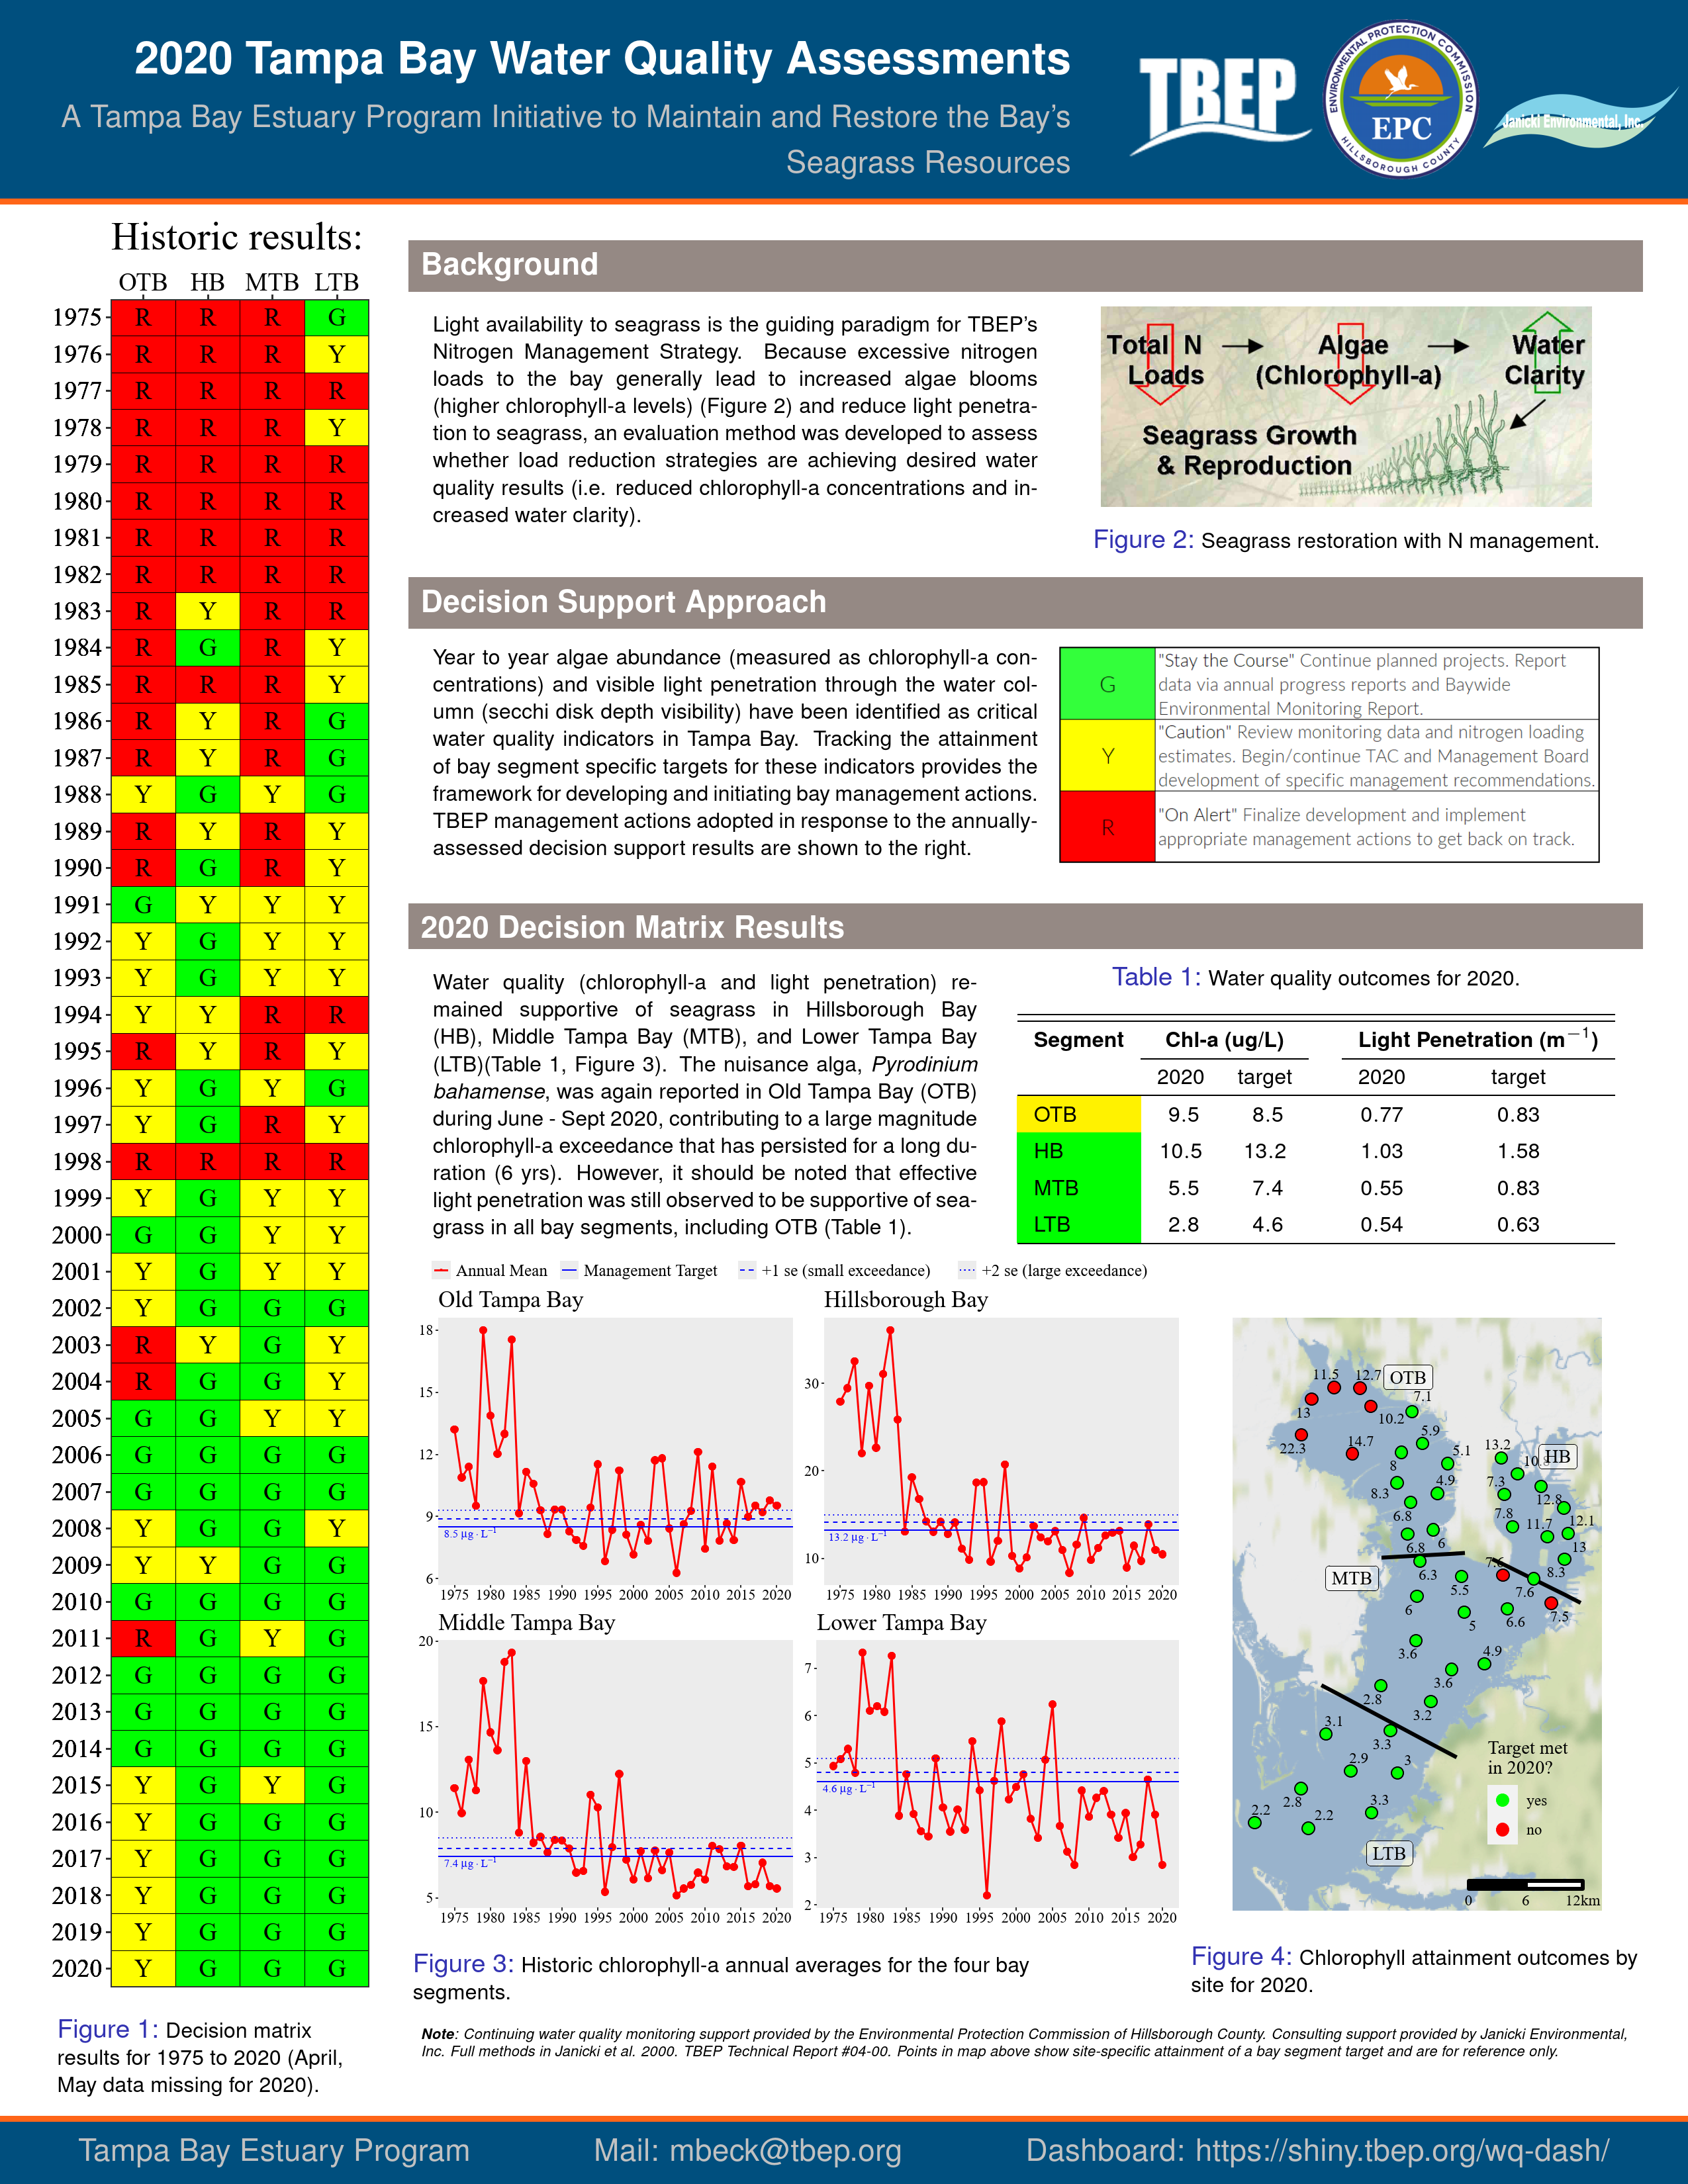 2020 Tampa Bay Water Quality Assessments
A Tampa Bay Estuary Program Initiative to Maintain and Restore the Bay's
Seagrass Resources
TBEP
ENVIRONMENTAL PROTECTION COMMISSION
EPC
HILLSBOROUGH COUNTY
Janicki Environmental, Inc.
Historic results:
OTB HB MTB LTB
1975 R R R G
1976 R R R Y
1977 R R R R
1978 R R R Y
1979 R R R R
1980 R R R R
1981 R R R R
1982 R R R R
1983 R Y R R
1984 R G R Y
1985 R R R Y
1986 R Y R G
1987 R Y R G
1988 Y G Y G
1989 R Y R Y
1990 R G R Y
1991 G Y Y Y
1992 Y G Y Y
1993 Y G Y Y
1994 Y Y R R
1995 R Y R Y
1996 Y G Y G
1997 Y G R Y
1998 R R R R
1999 Y G Y Y
2000 G G Y Y
2001 Y G Y Y
2002 Y G G G
2003 R Y G Y
2004 R G G Y
2005 G G Y Y
2006 G G G G
2007 G G G G
2008 Y G G Y
2009 Y Y G G
2010 G G G G
2011 R G Y G
2012 G G G G
2013 G G G G
2014 G G G G
2015 Y G Y G
2016 Y G G G
2017 Y G G G
2018 Y G G G
2019 Y G G G
2020 Y G G G
Figure 1: Decision matrix
results for 1975 to 2020 (April,
May data missing for 2020).
Background
Light availability to seagrass is the guiding paradigm for TBEP's
Nitrogen Management Strategy. Because excessive nitrogen
loads to the bay generally lead to increased algae blooms
(higher chlorophyll-a levels) (Figure 2) and reduce light penetra-
tion to seagrass, an evaluation method was developed to assess
whether load reduction strategies are achieving desired water
quality results (i.e. reduced chlorophyll-a concentrations and in-
creased water clarity).
Total N → Algae → Water
Loads (Chlorophyll-a) Clarity
Seagrass Growth
& Reproduction
Figure 2: Seagrass restoration with N management.
Decision Support Approach
Year to year algae abundance (measured as chlorophyll-a con-
centrations) and visible light penetration through the water col-
umn (secchi disk depth visibility) have been identified as critical
water quality indicators in Tampa Bay. Tracking the attainment
of bay segment specific targets for these indicators provides the
framework for developing and initiating bay management actions.
TBEP management actions adopted in response to the annually-
assessed decision support results are shown to the right.
G "Stay the Course" Continue planned projects. Report
data via annual progress reports and Baywide
Environmental Monitoring Report.
Y "Caution" Review monitoring data and nitrogen loading
estimates. Begin/continue TAC and Management Board
development of specific management recommendations.
R "On Alert" Finalize development and implement
appropriate management actions to get back on track.
2020 Decision Matrix Results
Water quality (chlorophyll-a and light penetration) re-
mained supportive of seagrass in Hillsborough Bay
(HB), Middle Tampa Bay (MTB), and Lower Tampa Bay
(LTB)(Table 1, Figure 3). The nuisance alga, Pyrodinium
bahamense, was again reported in Old Tampa Bay (OTB)
during June - Sept 2020, contributing to a large magnitude
chlorophyll-a exceedance that has persisted for a long du-
ration (6 yrs). However, it should be noted that effective
light penetration was still observed to be supportive of sea-
grass in all bay segments, including OTB (Table 1).
Table 1: Water quality outcomes for 2020.
Segment Chl-a (ug/L) Light Penetration (m−1)
2020 target 2020 target
OTB 9.5 8.5 0.77 0.83
HB 10.5 13.2 1.03 1.58
MTB 5.5 7.4 0.55 0.83
LTB 2.8 4.6 0.54 0.63
Annual Mean Management Target +1 se (small exceedance) +2 se (large exceedance)
Old Tampa Bay
18
15
12
9
6
8.5 µg · L−1
1975 1980 1985 1990 1995 2000 2005 2010 2015 2020
Hillsborough Bay
30
20
10
13.2 µg · L−1
1975 1980 1985 1990 1995 2000 2005 2010 2015 2020
Middle Tampa Bay
20
15
10
5
7.4 µg · L−1
1975 1980 1985 1990 1995 2000 2005 2010 2015 2020
Lower Tampa Bay
7
6
5
4
3
2
4.6 µg · L−1
1975 1980 1985 1990 1995 2000 2005 2010 2015 2020
Figure 3: Historic chlorophyll-a annual averages for the four bay
segments.
11.5 12.7 OTB
7.1
13 10.2
22.3 14.7 5.9
8 5.1 13.2 HB
8.3 4.9 7.3 12.8
6.8 7.8 11.7 12.1
6.8 6 13
MTB 6.3 5.5 7.6 8.3
6 5 6.6 7.5
3.6 4.9
3.6
2.8 3.2
3.1 3.3
2.9 3
2.8 3.3
2.2 2.2
LTB
Target met
in 2020?
yes
no
0 6 12km
Figure 4: Chlorophyll attainment outcomes by
site for 2020.
Note: Continuing water quality monitoring support provided by the Environmental Protection Commission of Hillsborough County. Consulting support provided by Janicki Environmental,
Inc. Full methods in Janicki et al. 2000. TBEP Technical Report #04-00. Points in map above show site-specific attainment of a bay segment target and are for reference only.
Tampa Bay Estuary Program Mail: mbeck@tbep.org Dashboard: https://shiny.tbep.org/wq-dash/